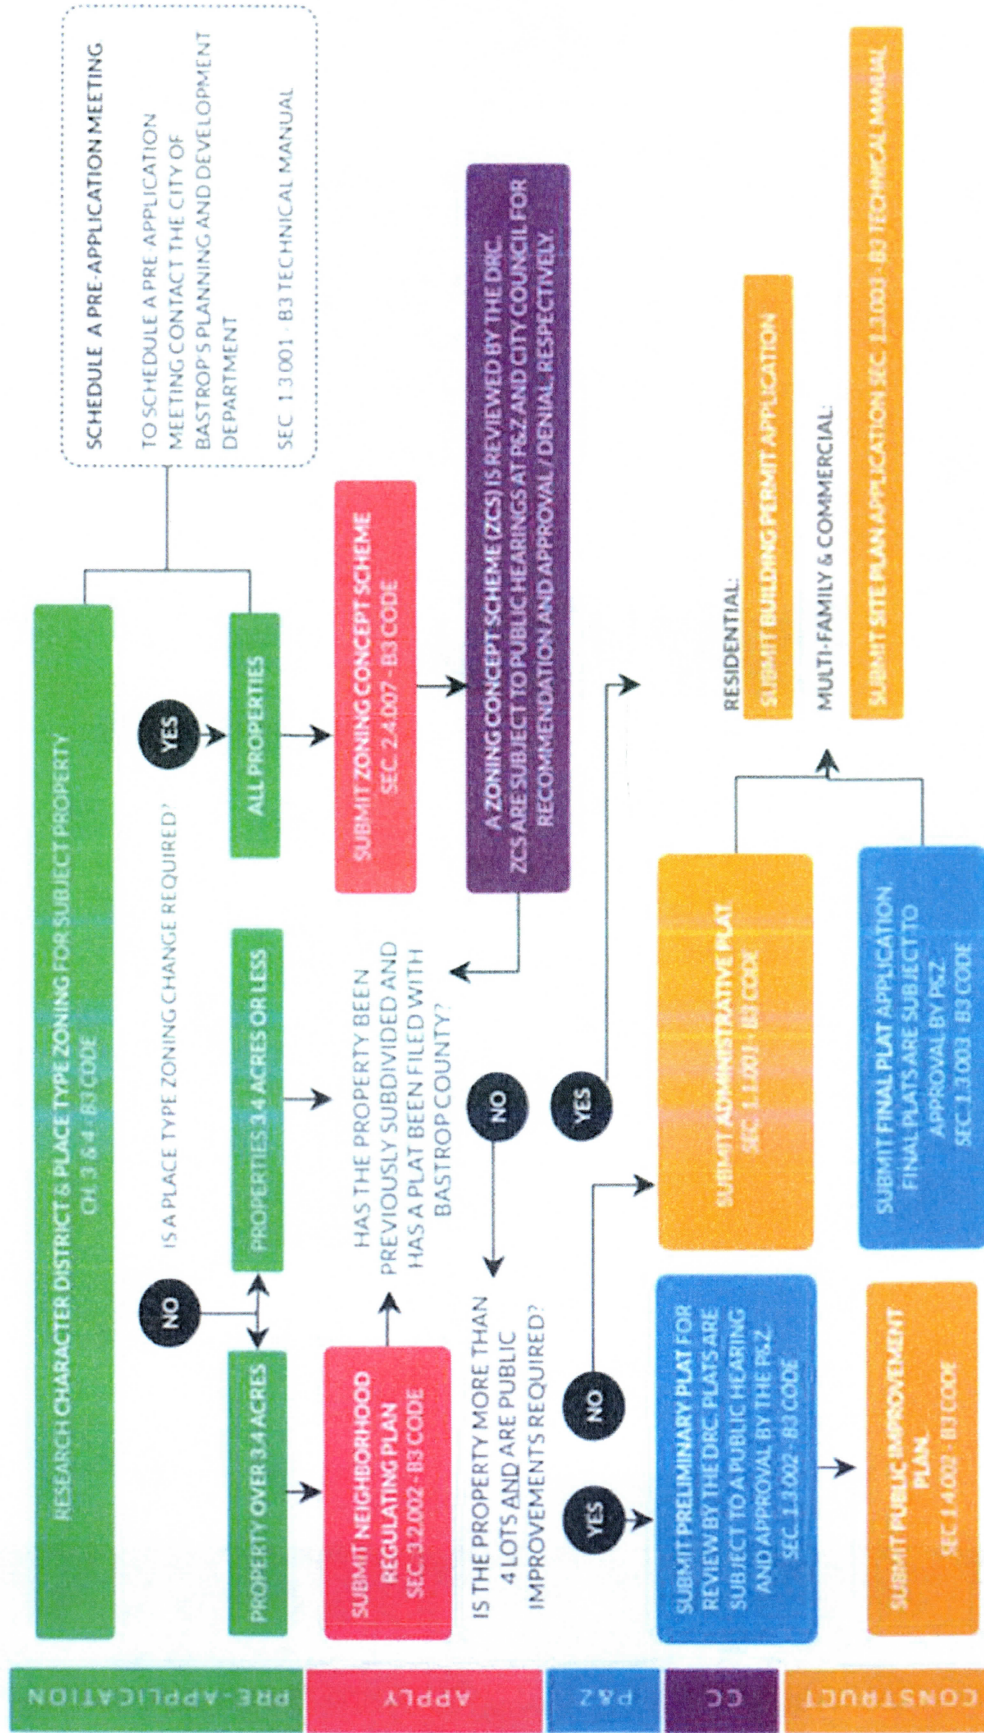 RESEARCH CHARACTER DISTRICT & PLACE TYPE ZONING FOR SUBJECT PROPERTY
CH. 3 & 4 - B3 CODE
SCHEDULE A PRE-APPLICATION MEETING
TO SCHEDULE A PRE-APPLICATION
MEETING CONTACT THE CITY OF
BASTROP'S PLANNING AND DEVELOPMENT
DEPARTMENT
SEC. 1.3.001 - B3 TECHNICAL MANUAL
NO
IS A PLACE TYPE ZONING CHANGE REQUIRED?
YES
PROPERTY OVER 3.4 ACRES
PROPERTIES 3.4 ACRES OR LESS
ALL PROPERTIES
SUBMIT NEIGHBORHOOD
REGULATING PLAN
SEC. 3.2.002 - B3 CODE
HAS THE PROPERTY BEEN
PREVIOUSLY SUBDIVIDED AND
HAS A PLAT BEEN FILED WITH
BASTROP COUNTY?
SUBMIT ZONING CONCEPT SCHEME
SEC. 2.4.007 - B3 CODE
A ZONING CONCEPT SCHEME (ZCS) IS REVIEWED BY THE DRC.
ZCS ARE SUBJECT TO PUBLIC HEARINGS AT P&Z AND CITY COUNCIL FOR
RECOMMENDATION AND APPROVAL / DENIAL, RESPECTIVELY.
IS THE PROPERTY MORE THAN
4 LOTS AND ARE PUBLIC
IMPROVEMENTS REQUIRED?
NO
YES
NO
YES
SUBMIT PRELIMINARY PLAT FOR
REVIEW BY THE DRC. PLATS ARE
SUBJECT TO A PUBLIC HEARING
AND APPROVAL BY THE P&Z.
SEC. 1.3.002 - B3 CODE
SUBMIT ADMINISTRATIVE PLAT
SEC. 1.1.001 - B3 CODE
RESIDENTIAL:
SUBMIT BUILDING PERMIT APPLICATION
MULTI-FAMILY & COMMERCIAL:
SUBMIT SITE PLAN APPLICATION SEC. 1.3.003 - B3 TECHNICAL MANUAL
SUBMIT PUBLIC IMPROVEMENT
PLAN.
SEC 1.4.002 - B3 CODE
SUBMIT FINAL PLAT APPLICATION.
FINAL PLATS ARE SUBJECT TO
APPROVAL BY P&Z
SEC. 1.3.003 - B3 CODE
PRE-APPLICATION
APPLY
P&Z
CC
CONSTRUCT